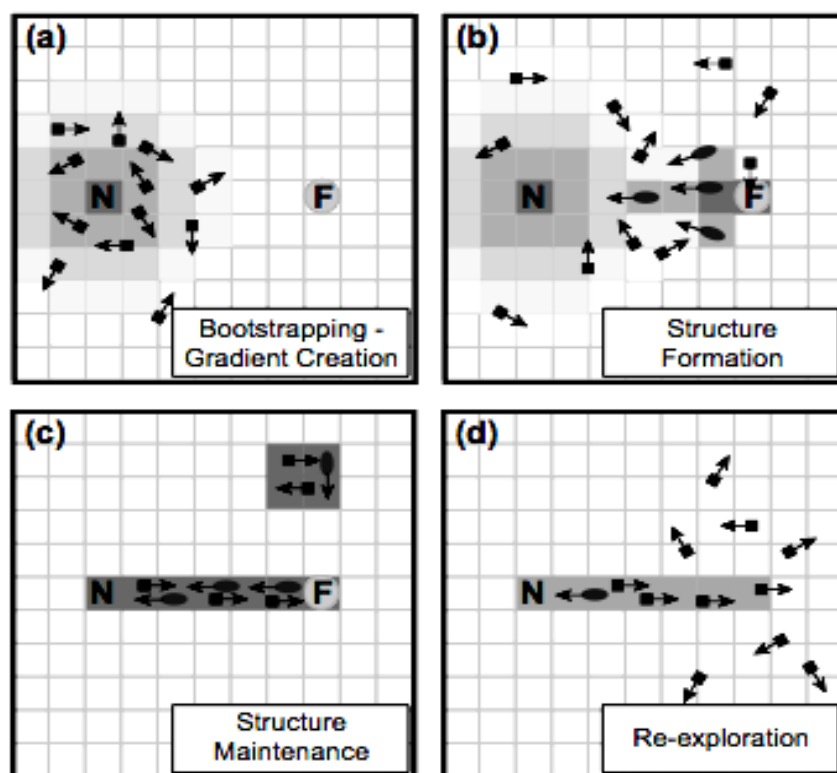 (a)
N
F
Bootstrapping -
Gradient Creation
(b)
N
F
Structure
Formation
(c)
N
F
Structure
Maintenance
(d)
N
Re-exploration